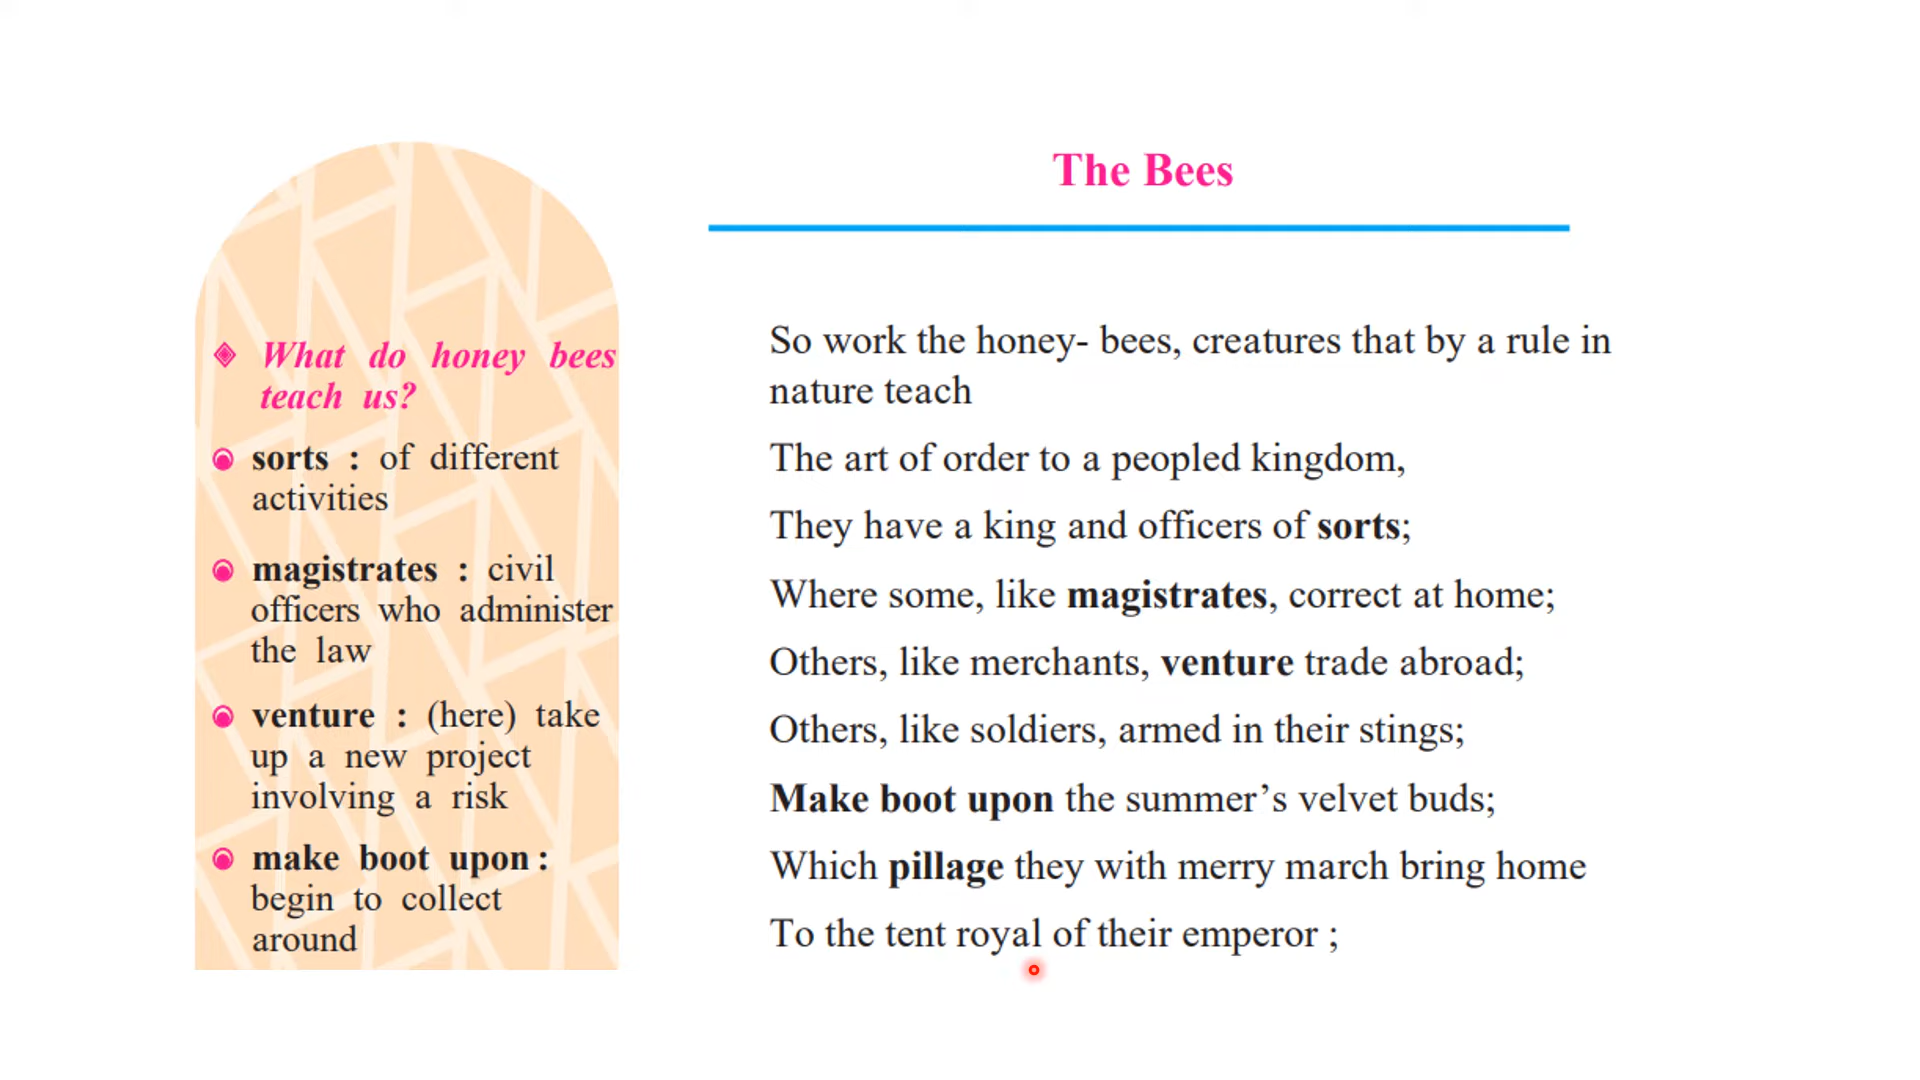 The Bees
What do honey bees
teach us?
sorts : of different
activities
magistrates : civil
officers who administer
the law
venture : (here) take
up a new project
involving a risk
make boot upon :
begin to collect
around
So work the honey- bees, creatures that by a rule in
nature teach
The art of order to a peopled kingdom,
They have a king and officers of sorts;
Where some, like magistrates, correct at home;
Others, like merchants, venture trade abroad;
Others, like soldiers, armed in their stings;
Make boot upon the summer’s velvet buds;
Which pillage they with merry march bring home
To the tent royal of their emperor ;